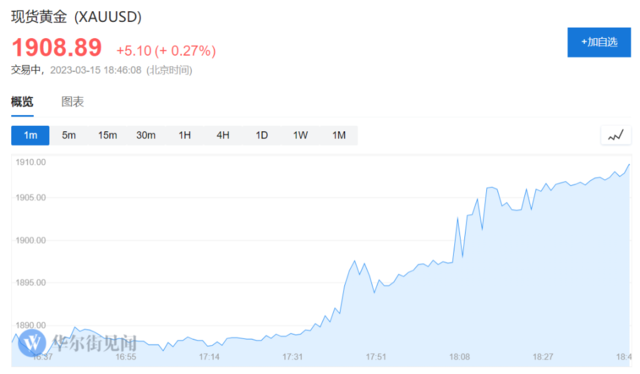 现货黄金 (XAUUSD)
1908.89 +5.10 (+ 0.27%)
+加自选
交易中，2023-03-15 18:46:08 (北京时间)
概览 图表
1m 5m 15m 30m 1H 4H 1D 1W 1M
1910.00
1905.00
1900.00
1895.00
1890.00
W 华尔街见闻
16:37 16:55 17:14 17:31 17:51 18:08 18:27 18:4